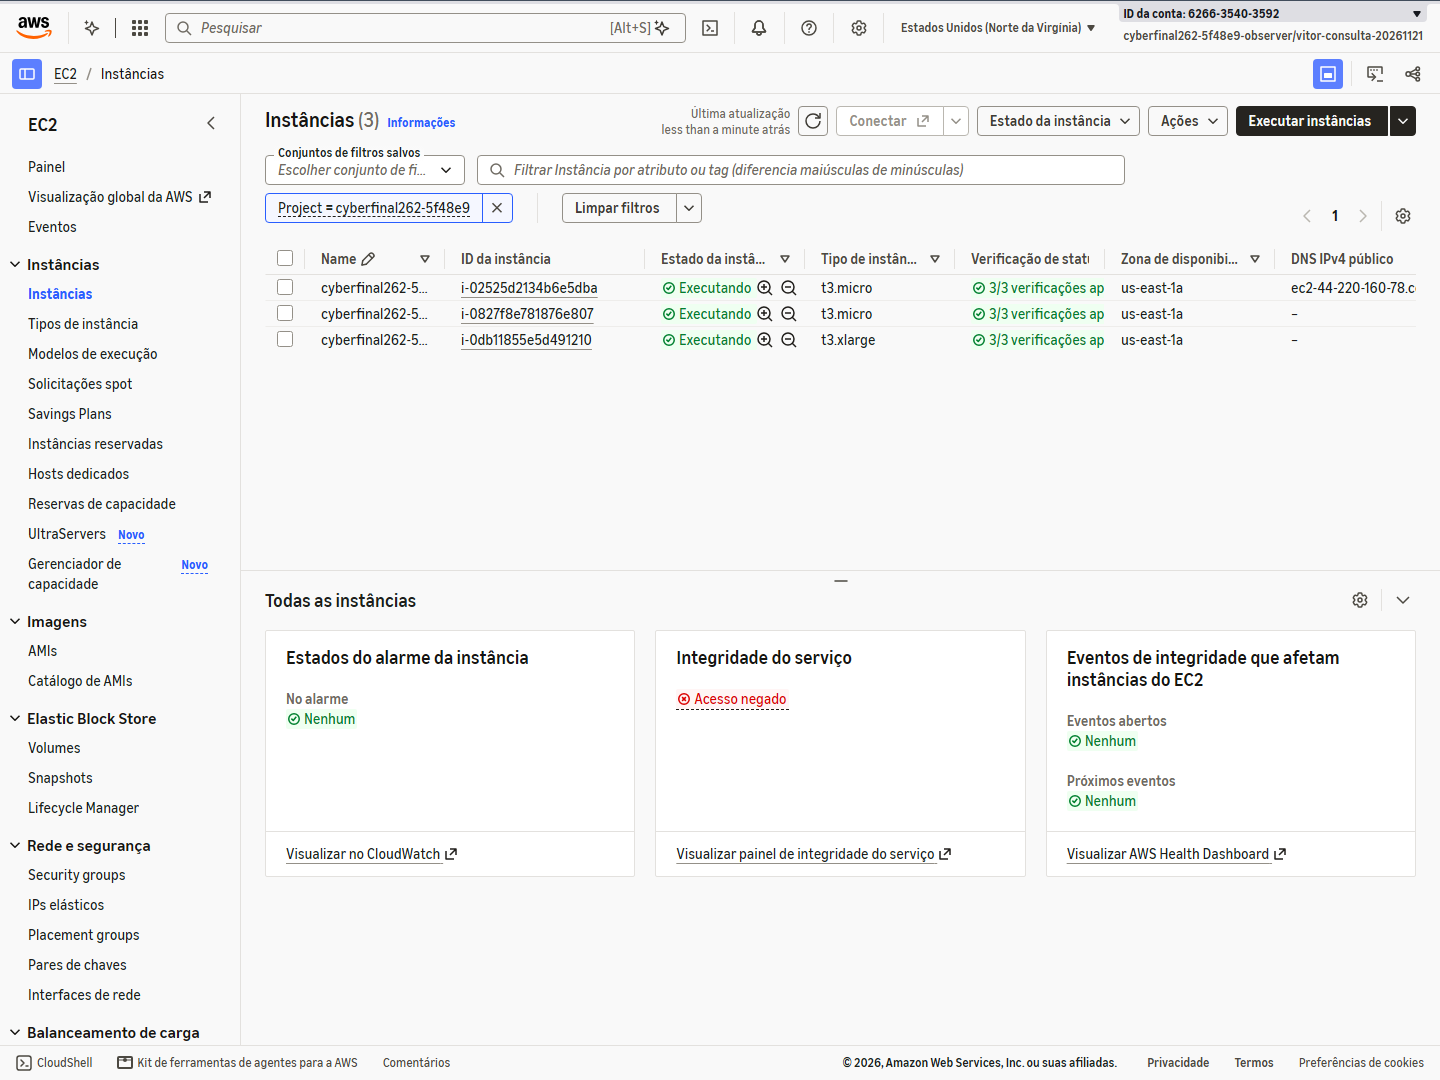 aws
Pesquisar
[Alt+S]
Estados Unidos (Norte da Virgínia)
ID da conta: 6266-3540-3592
cyberfinal262-5f48e9-observer/vitor-consulta-20261121
EC2 / Instâncias
EC2
Painel
Visualização global da AWS
Eventos
Instâncias
Instâncias
Tipos de instância
Modelos de execução
Solicitações spot
Savings Plans
Instâncias reservadas
Hosts dedicados
Reservas de capacidade
UltraServers Novo
Gerenciador de capacidade Novo
Imagens
AMIs
Catálogo de AMIs
Elastic Block Store
Volumes
Snapshots
Lifecycle Manager
Rede e segurança
Security groups
IPs elásticos
Placement groups
Pares de chaves
Interfaces de rede
Balanceamento de carga
Instâncias (3) Informações
Última atualização
less than a minute atrás
Conectar
Estado da instância
Ações
Executar instâncias
Conjuntos de filtros salvos
Escolher conjunto de fi...
Filtrar Instância por atributo ou tag (diferencia maiúsculas de minúsculas)
Project = cyberfinal262-5f48e9
Limpar filtros
1
Name ID da instância Estado da instâ... Tipo de instân... Verificação de statu Zona de disponibi... DNS IPv4 público
cyberfinal262-5... i-02525d2134b6e5dba Executando t3.micro 3/3 verificações ap us-east-1a ec2-44-220-160-78.co
cyberfinal262-5... i-0827f8e781876e807 Executando t3.micro 3/3 verificações ap us-east-1a –
cyberfinal262-5... i-0db11855e5d491210 Executando t3.xlarge 3/3 verificações ap us-east-1a –
Todas as instâncias
Estados do alarme da instância
No alarme
Nenhum
Visualizar no CloudWatch
Integridade do serviço
Acesso negado
Visualizar painel de integridade do serviço
Eventos de integridade que afetam
instâncias do EC2
Eventos abertos
Nenhum
Próximos eventos
Nenhum
Visualizar AWS Health Dashboard
CloudShell
Kit de ferramentas de agentes para a AWS
Comentários
© 2026, Amazon Web Services, Inc. ou suas afiliadas.
Privacidade
Termos
Preferências de cookies